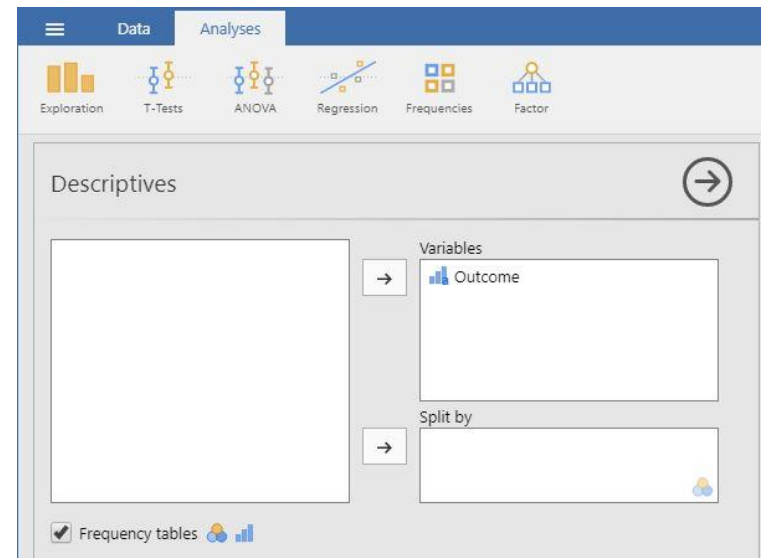 Data Analyses
Exploration T-Tests ANOVA Regression Frequencies Factor
Descriptives
Variables
Outcome
Split by
Frequency tables